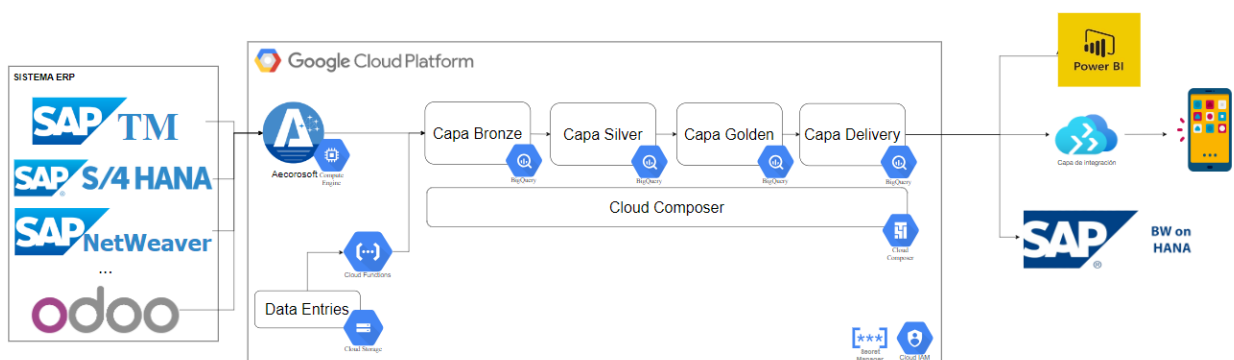 SISTEMA ERP
SAP TM
SAP S/4 HANA
SAP NetWeaver
...
odoo
Google Cloud Platform
Aecorosoft
Compute
Engine
Capa Bronze
BigQuery
Capa Silver
BigQuery
Capa Golden
BigQuery
Capa Delivery
BigQuery
Cloud Composer
Cloud
Composer
Cloud Functions
Data Entries
Cloud Storage
Secret
Manager
Cloud IAM
Power BI
Capa de integración
SAP
BW on
HANA